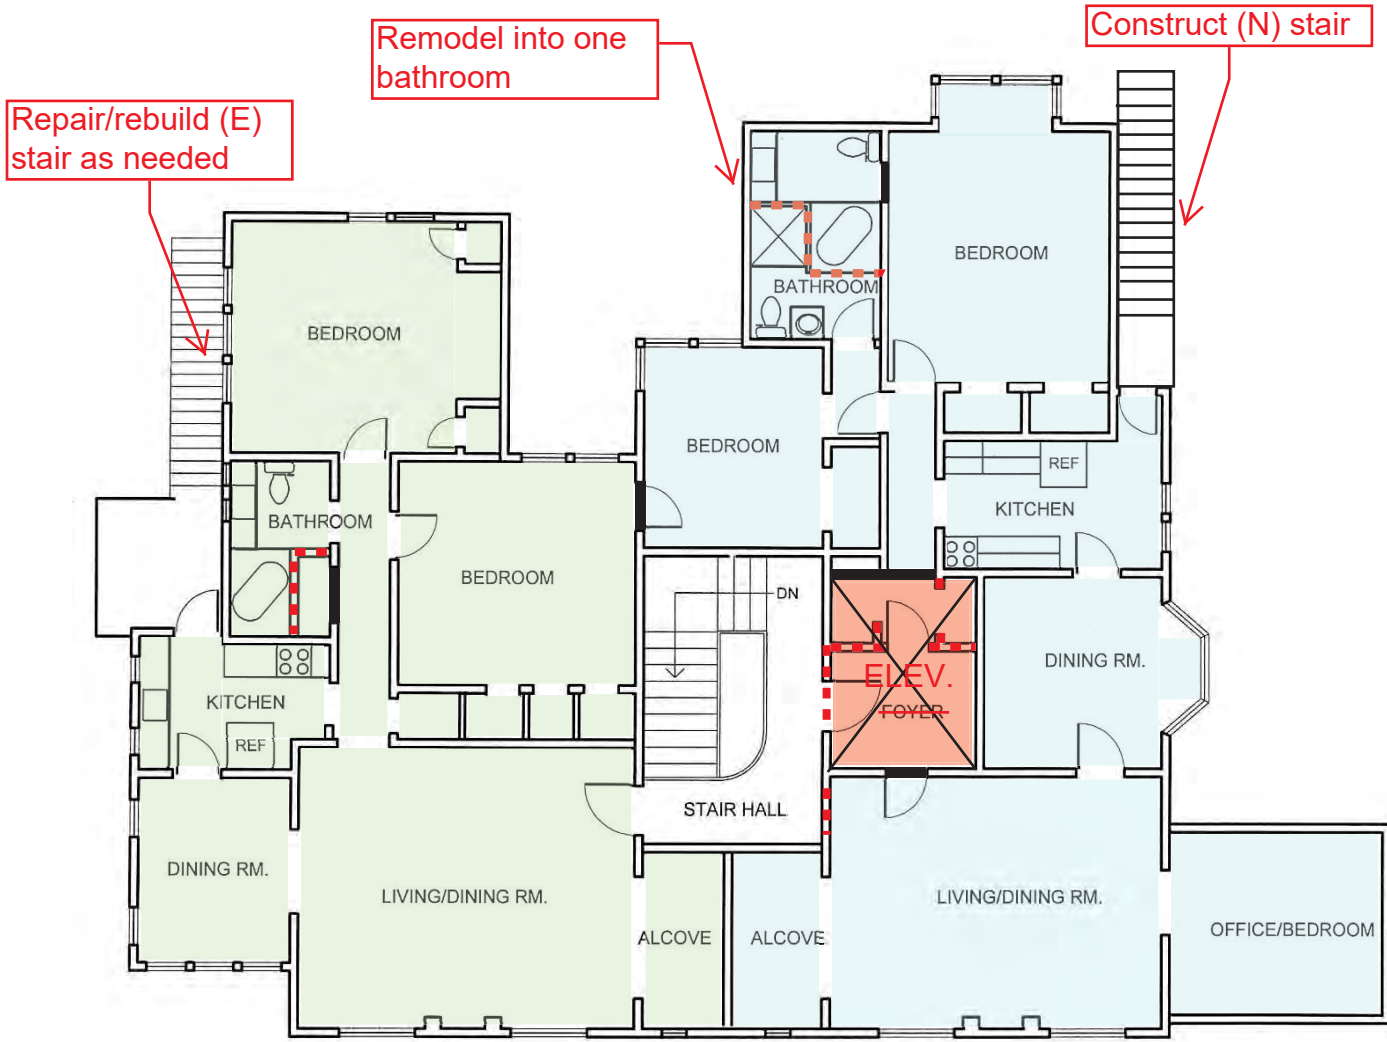 Construct (N) stair
Remodel into one
bathroom
Repair/rebuild (E)
stair as needed
BEDROOM
BATHROOM
BEDROOM
BEDROOM
REF
KITCHEN
BATHROOM
BEDROOM
DN
DINING RM.
ELEV.
FOYER
KITCHEN
REF
STAIR HALL
DINING RM.
LIVING/DINING RM.
ALCOVE
ALCOVE
LIVING/DINING RM.
OFFICE/BEDROOM